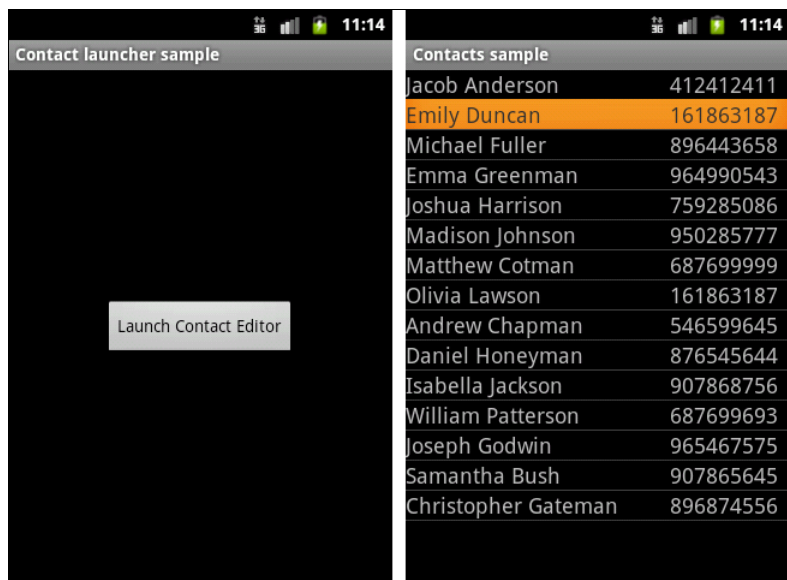 3G 11:14
Contact launcher sample
Launch Contact Editor
3G 11:14
Contacts sample
Jacob Anderson 412412411
Emily Duncan 161863187
Michael Fuller 896443658
Emma Greenman 964990543
Joshua Harrison 759285086
Madison Johnson 950285777
Matthew Cotman 687699999
Olivia Lawson 161863187
Andrew Chapman 546599645
Daniel Honeyman 876545644
Isabella Jackson 907868756
William Patterson 687699693
Joseph Godwin 965467575
Samantha Bush 907865645
Christopher Gateman 896874556